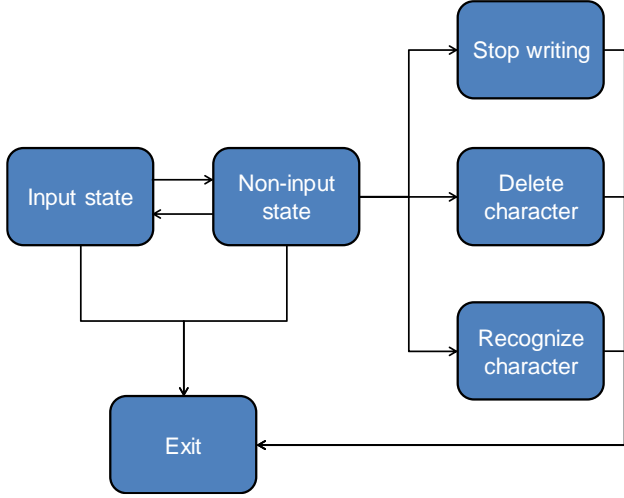 Stop writing
Input state
Non-input
state
Delete
character
Recognize
character
Exit